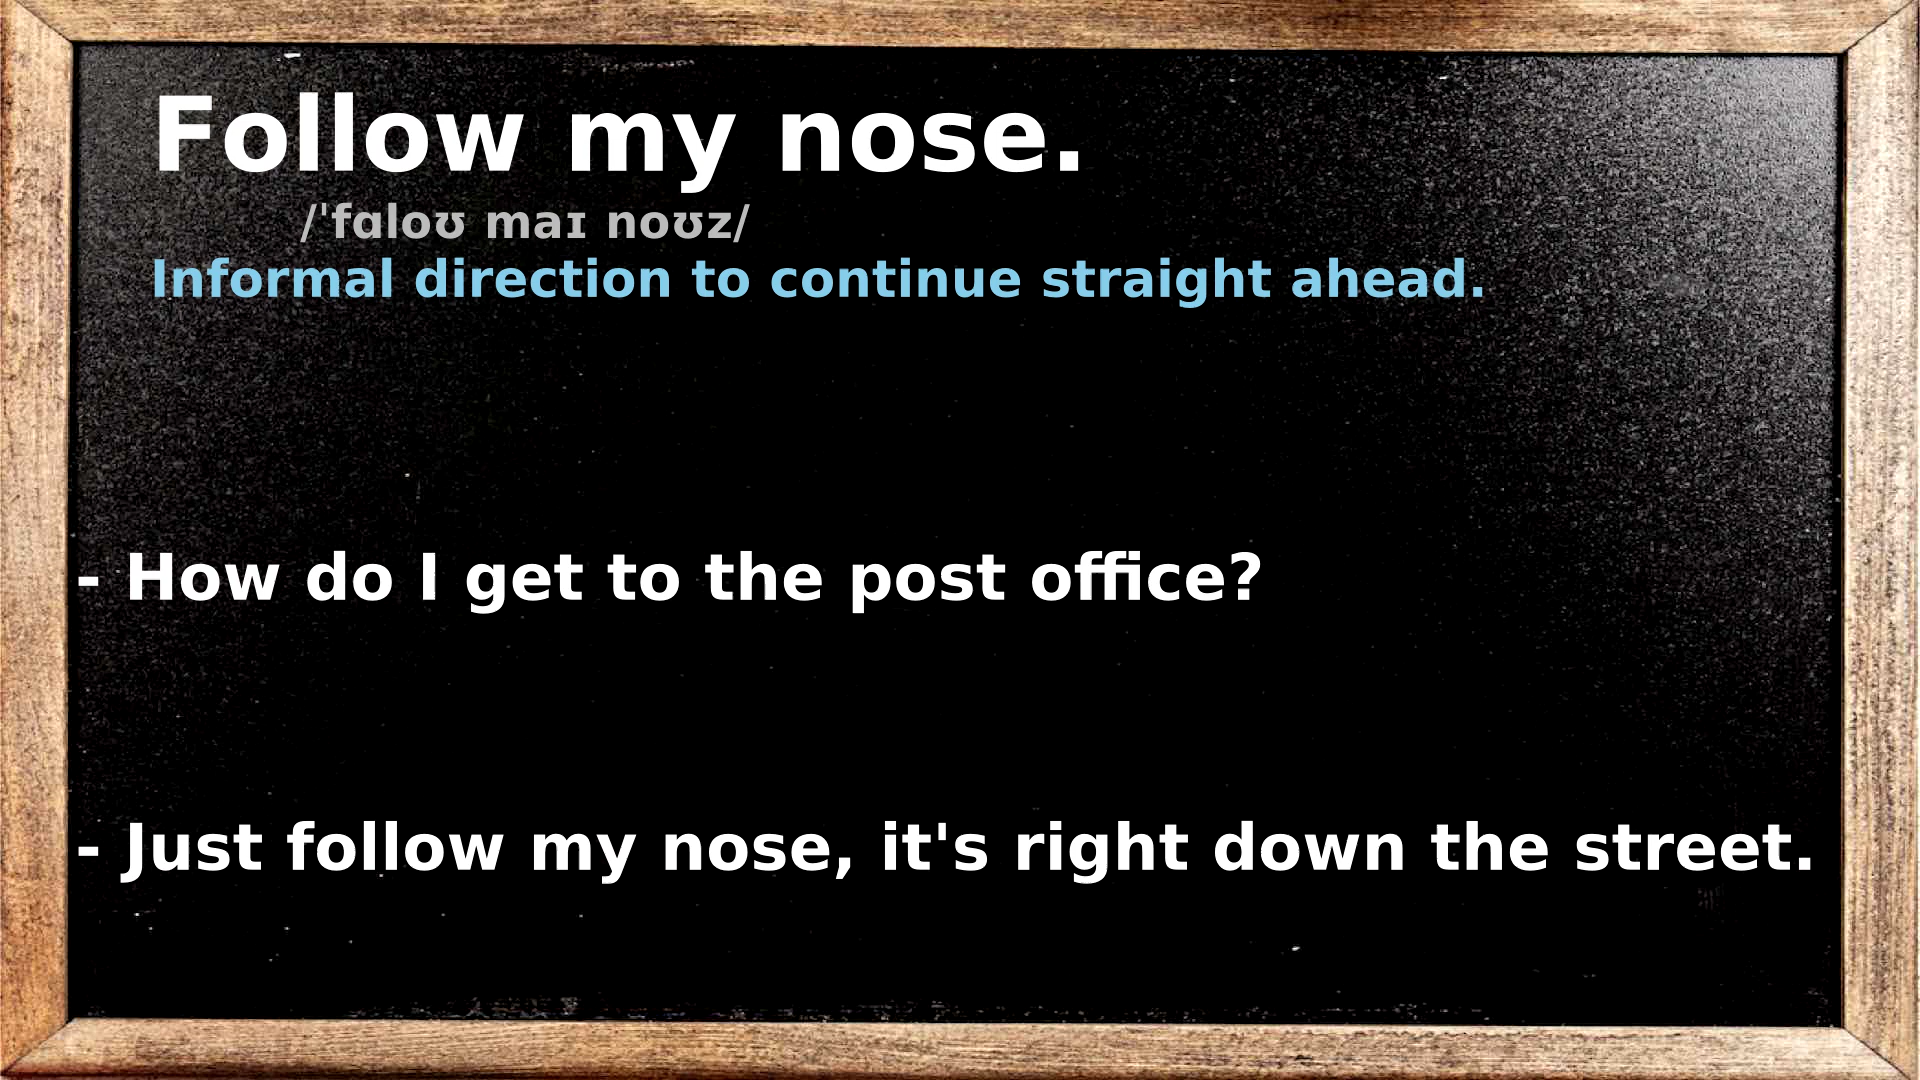 Follow my nose.
/ˈfɑloʊ maɪ noʊz/
Informal direction to continue straight ahead.
- How do I get to the post office?
- Just follow my nose, it's right down the street.